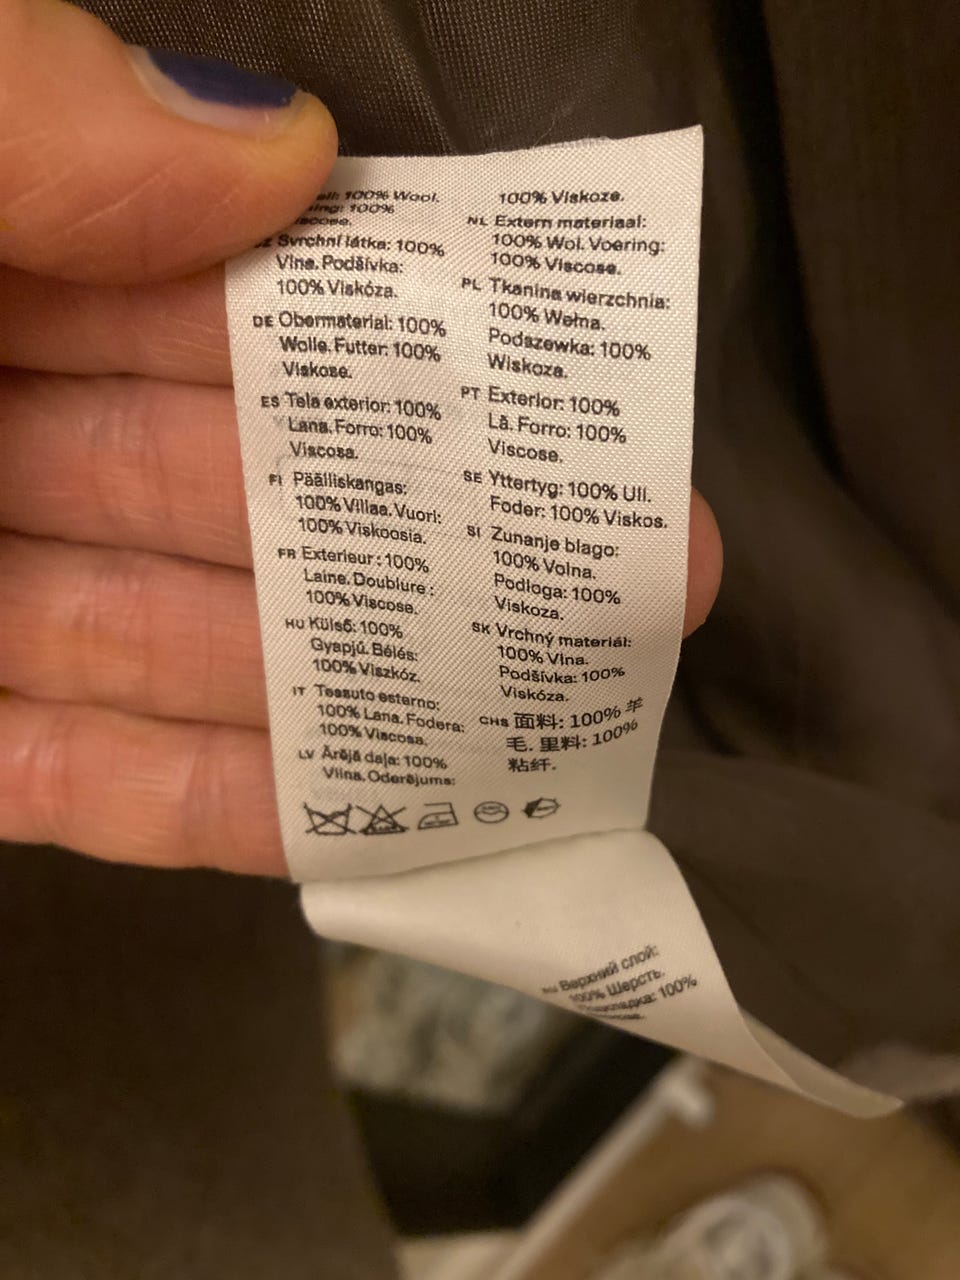 100% Wool.
100%
CZ Svrchní látka: 100%
Vlna. Podšívka:
100% Viskóza.
DE Obermaterial: 100%
Wolle. Futter: 100%
Viskose.
ES Tela exterior: 100%
Lana. Forro: 100%
Viscosa.
FI Päälliskangas:
100% Villaa. Vuori:
100% Viskoosia.
FR Exterieur : 100%
Laine. Doublure :
100% Viscose.
HU Külső: 100%
Gyapjú. Bélés:
100% Viszkóz.
IT Tessuto esterno:
100% Lana. Fodera:
100% Viscosa.
LV Ārējā daļa: 100%
Vilna. Oderējums:
100% Viskoze.
NL Extern materiaal:
100% Wol. Voering:
100% Viscose.
PL Tkanina wierzchnia:
100% Wełna.
Podszewka: 100%
Wiskoza.
PT Exterior: 100%
Lã. Forro: 100%
Viscose.
SE Yttertyg: 100% Ull.
Foder: 100% Viskos.
SI Zunanje blago:
100% Volna.
Podloga: 100%
Viskoza.
SK Vrchný materiál:
100% Vlna.
Podšívka: 100%
Viskóza.
CHS 面料: 100% 羊
毛. 里料: 100%
粘纤.
RU Верхний слой:
100% Шерсть.
Подкладка: 100%